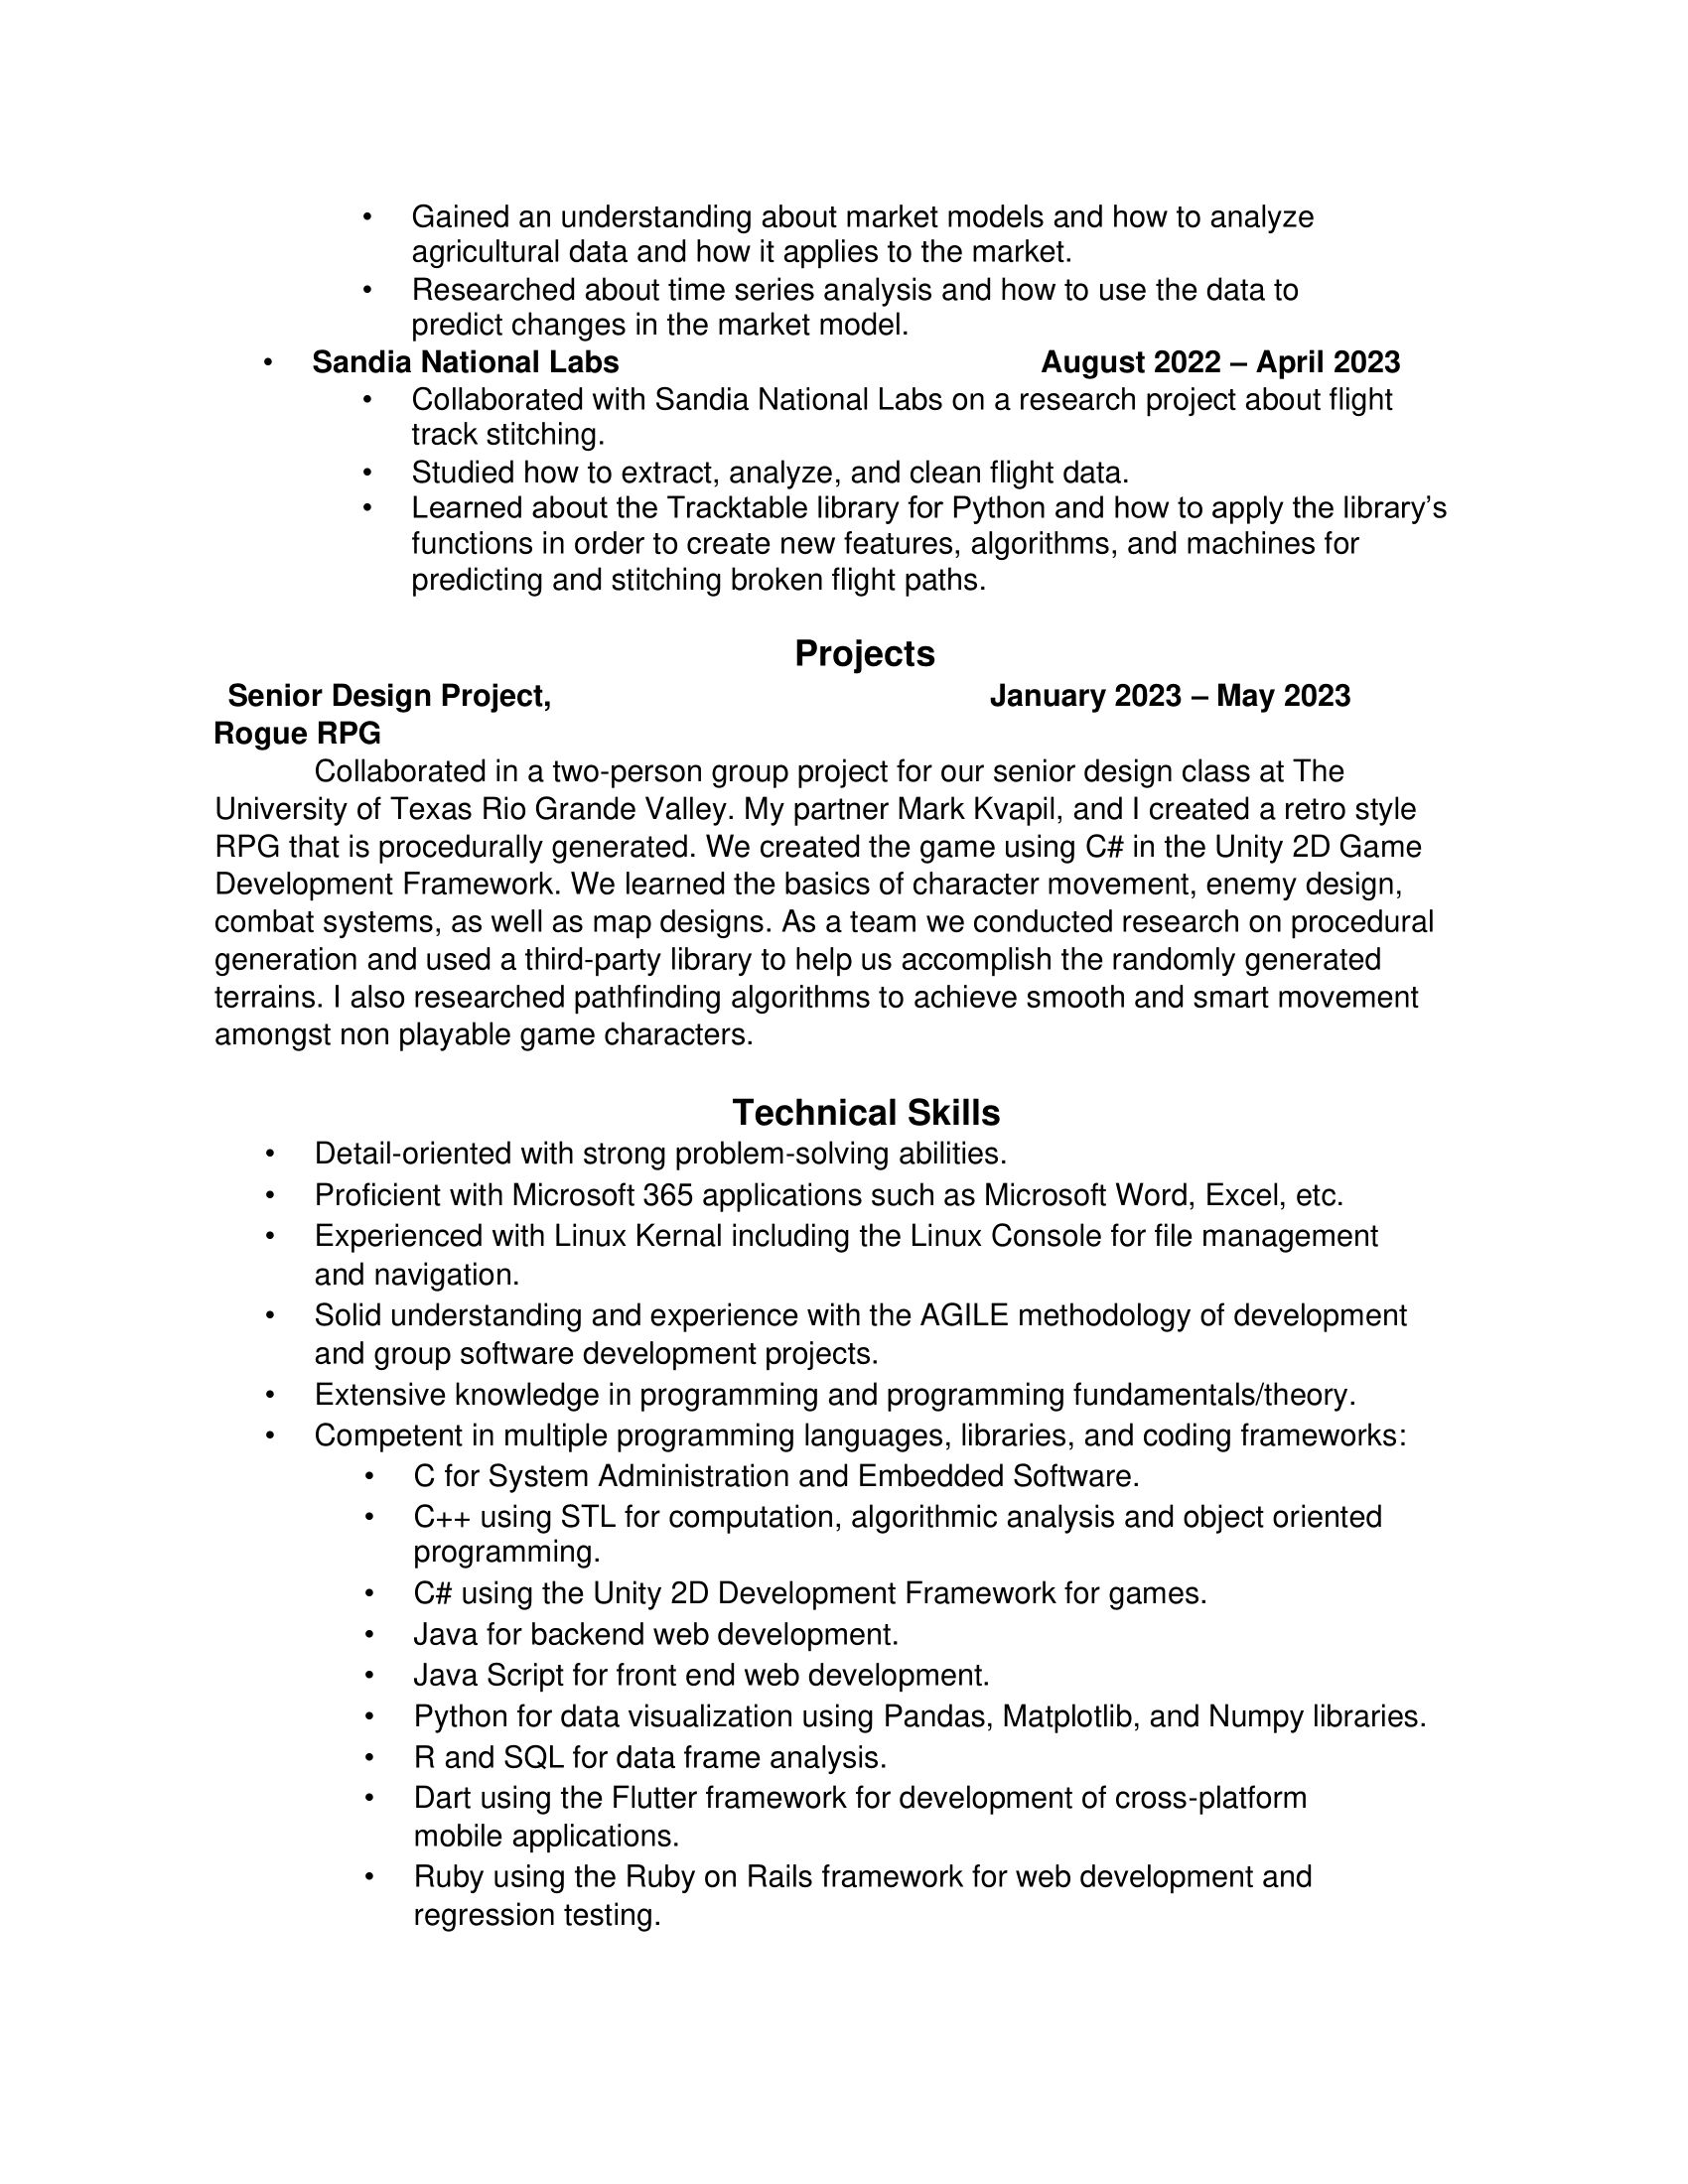 • Gained an understanding about market models and how to analyze
agricultural data and how it applies to the market.
• Researched about time series analysis and how to use the data to
predict changes in the market model.
• Sandia National Labs August 2022 – April 2023
• Collaborated with Sandia National Labs on a research project about flight
track stitching.
• Studied how to extract, analyze, and clean flight data.
• Learned about the Tracktable library for Python and how to apply the library’s
functions in order to create new features, algorithms, and machines for
predicting and stitching broken flight paths.
Projects
Senior Design Project, January 2023 – May 2023
Rogue RPG
Collaborated in a two-person group project for our senior design class at The
University of Texas Rio Grande Valley. My partner Mark Kvapil, and I created a retro style
RPG that is procedurally generated. We created the game using C# in the Unity 2D Game
Development Framework. We learned the basics of character movement, enemy design,
combat systems, as well as map designs. As a team we conducted research on procedural
generation and used a third-party library to help us accomplish the randomly generated
terrains. I also researched pathfinding algorithms to achieve smooth and smart movement
amongst non playable game characters.
Technical Skills
• Detail-oriented with strong problem-solving abilities.
• Proficient with Microsoft 365 applications such as Microsoft Word, Excel, etc.
• Experienced with Linux Kernal including the Linux Console for file management
and navigation.
• Solid understanding and experience with the AGILE methodology of development
and group software development projects.
• Extensive knowledge in programming and programming fundamentals/theory.
• Competent in multiple programming languages, libraries, and coding frameworks:
• C for System Administration and Embedded Software.
• C++ using STL for computation, algorithmic analysis and object oriented
programming.
• C# using the Unity 2D Development Framework for games.
• Java for backend web development.
• Java Script for front end web development.
• Python for data visualization using Pandas, Matplotlib, and Numpy libraries.
• R and SQL for data frame analysis.
• Dart using the Flutter framework for development of cross-platform
mobile applications.
• Ruby using the Ruby on Rails framework for web development and
regression testing.